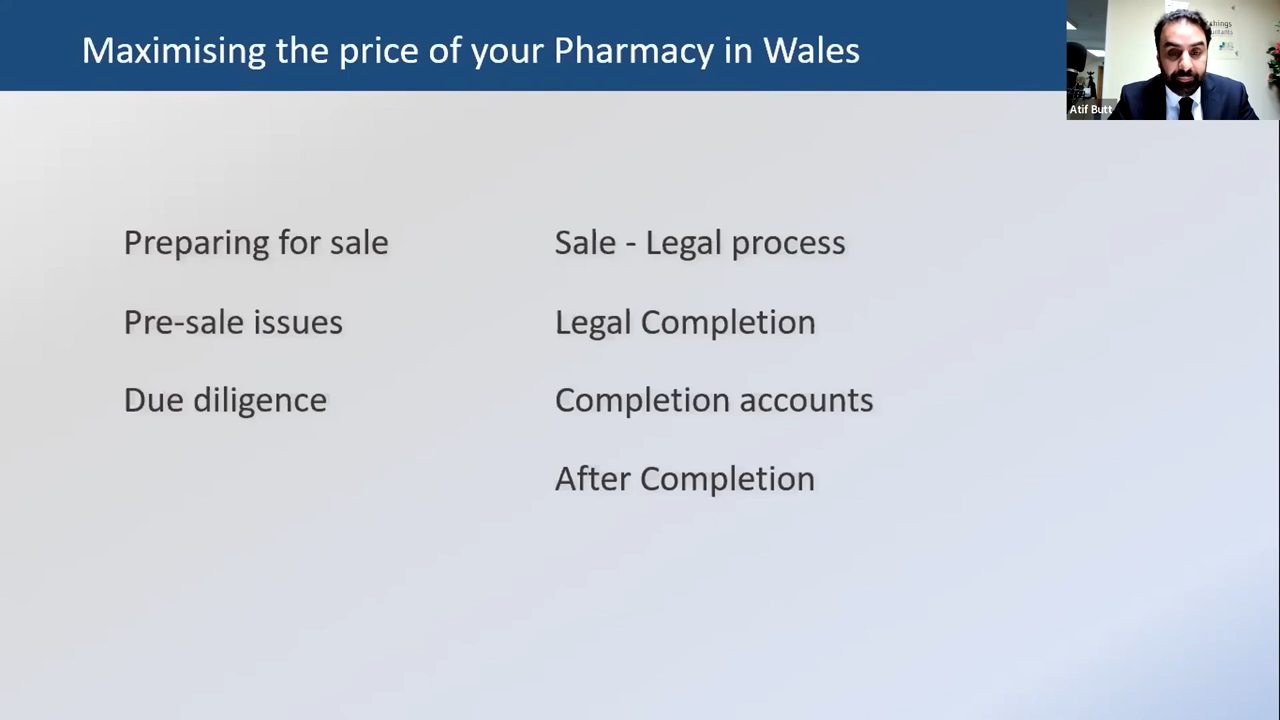 Maximising the price of your Pharmacy in Wales
Atif Butt
Preparing for sale
Pre-sale issues
Due diligence
Sale - Legal process
Legal Completion
Completion accounts
After Completion